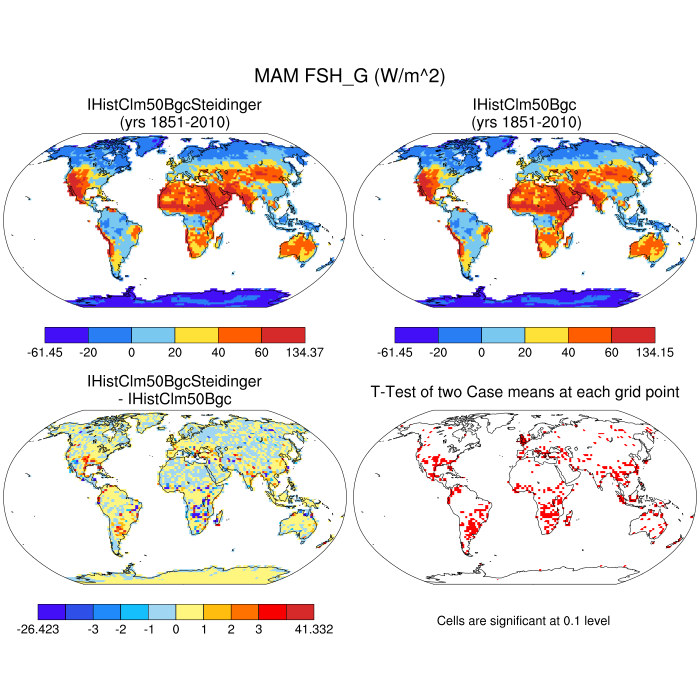 MAM FSH_G (W/m^2)
IHistClm50BgcSteidinger
(yrs 1851-2010)
IHistClm50Bgc
(yrs 1851-2010)
-61.45 -20 0 20 40 60 134.37
-61.45 -20 0 20 40 60 134.15
IHistClm50BgcSteidinger
- IHistClm50Bgc
T-Test of two Case means at each grid point
-26.423 -3 -2 -1 0 1 2 3 41.332
Cells are significant at 0.1 level